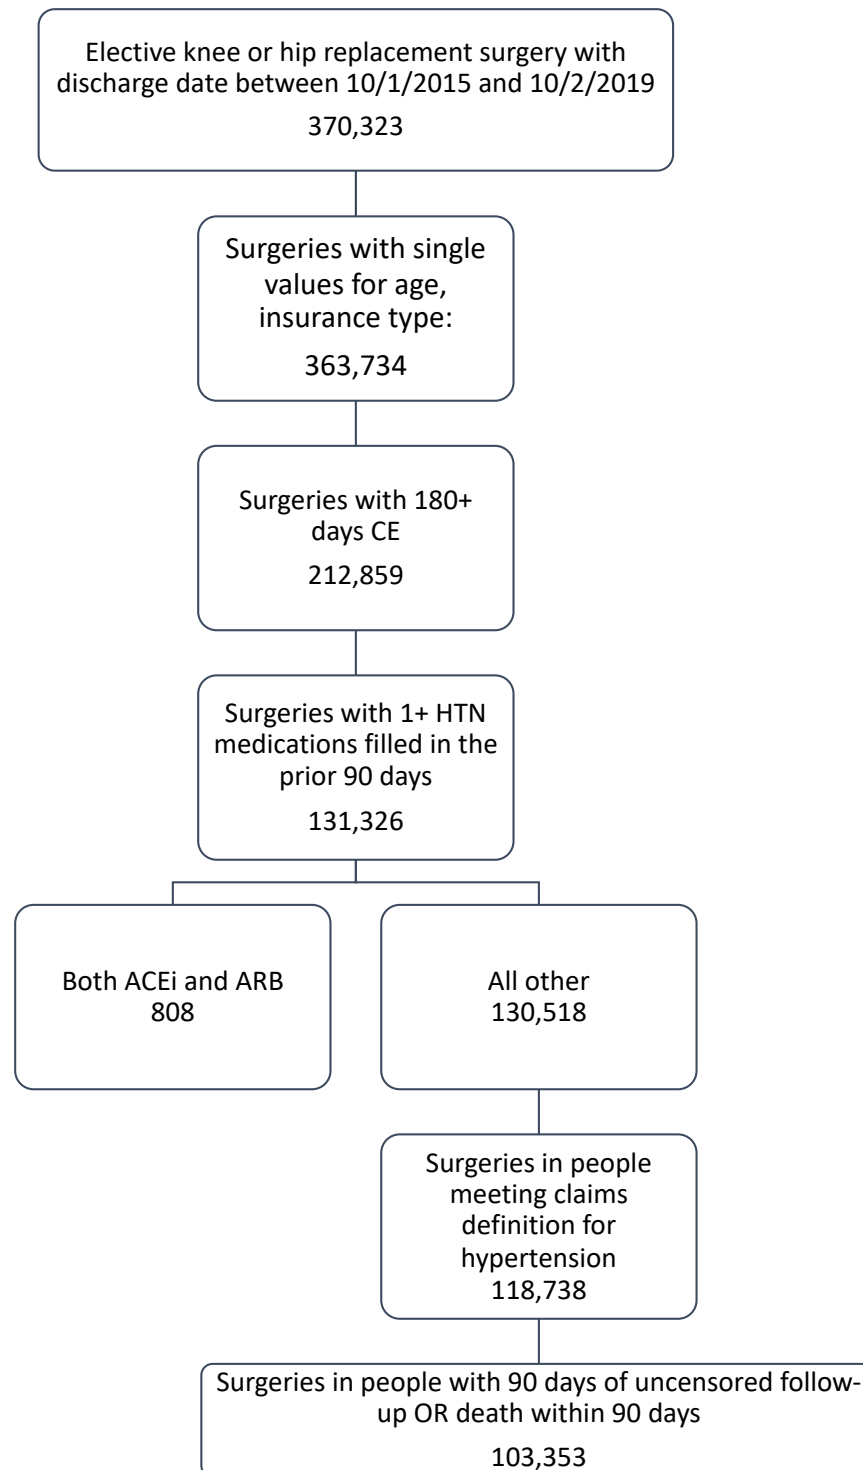 Elective knee or hip replacement surgery with
discharge date between 10/1/2015 and 10/2/2019
370,323
Surgeries with single
values for age,
insurance type:
363,734
Surgeries with 180+
days CE
212,859
Surgeries with 1+ HTN
medications filled in the
prior 90 days
131,326
Both ACEi and ARB
808
All other
130,518
Surgeries in people
meeting claims
definition for
hypertension
118,738
Surgeries in people with 90 days of uncensored follow-
up OR death within 90 days
103,353